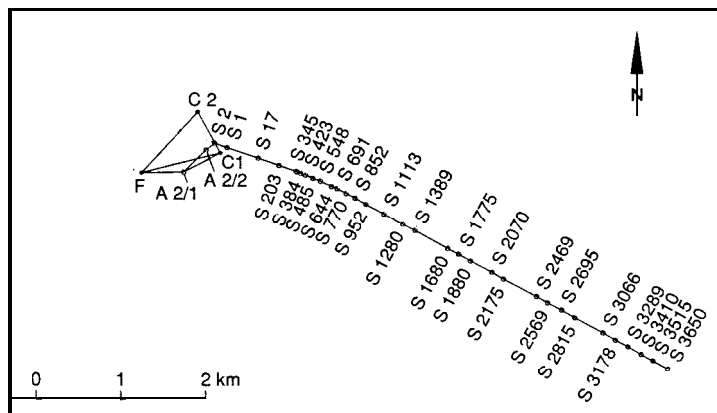 C 2
S 2
S 1
S 17
S 345
S 423
S 548
S 691
S 852
S 1113
S 1389
S 1775
S 2070
S 2469
S 2695
S 3066
S 3289
S 3410
S 3515
S 3650
N
F
A 2/1
A 2/2
C1
S 203
S 384
S 485
S 644
S 770
S 952
S 1280
S 1680
S 1880
S 2175
S 2569
S 2815
S 3178
0 1 2 km